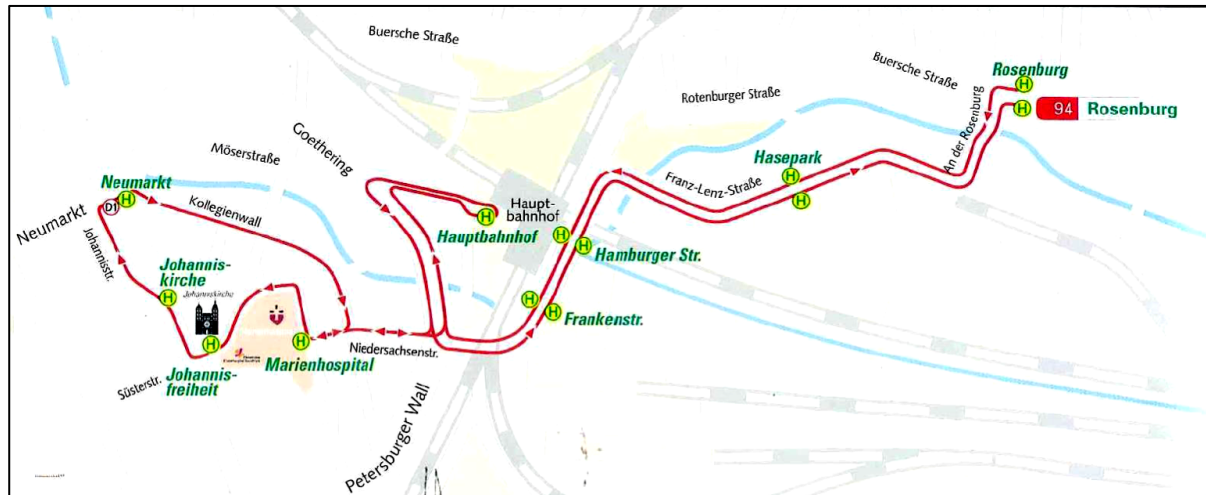 Buersche Straße
Buersche Straße
Rosenburg
94 Rosenburg
An der Rosenburg
Rotenburger Straße
Goethering
Möserstraße
Hasepark
Franz-Lenz-Straße
Neumarkt
D1
Neumarkt
Kollegienwall
Haupt-
bahnhof
Hauptbahnhof
Hamburger Str.
Johannisstr.
Johannis-
kirche
Johanniskirche
Frankenstr.
Marienhospital
Niedersachsenstr.
Johannis-
freiheit
Süsterstr.
Petersburger Wall
H
H
H
H
H
H
H
H
H
H
H
H
H